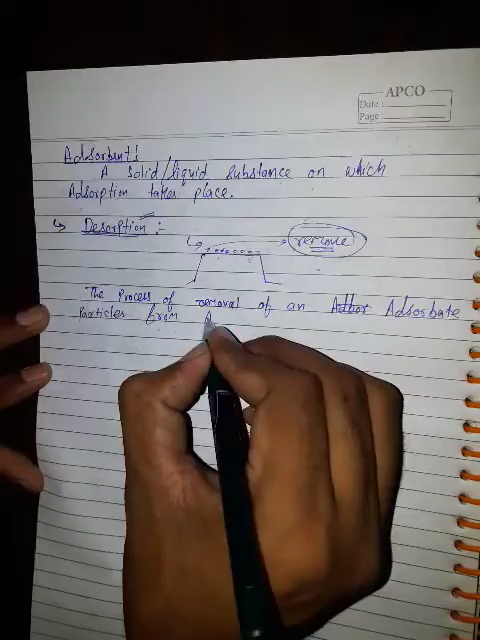 APCO
Date :
Page :
Adsorbent!
A Solid/liquid substance on which
Adsorption takes place.
↳ Desorption :-
remove
The Process of removal of an Adsorbate
Particles from A